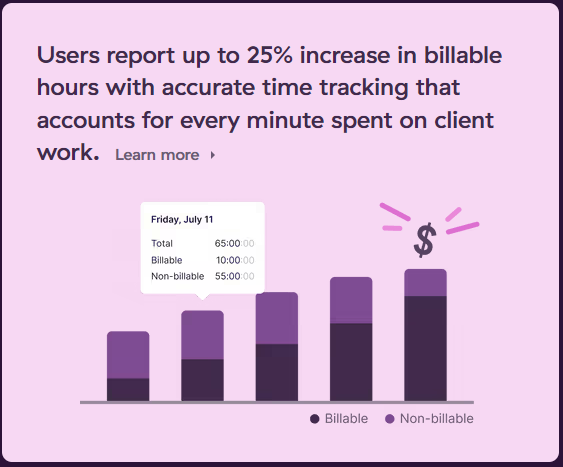 Users report up to 25% increase in billable
hours with accurate time tracking that
accounts for every minute spent on client
work. Learn more
$
Friday, July 11
Total 65:00:00
Billable 10:00:00
Non-billable 55:00:00
Billable Non-billable